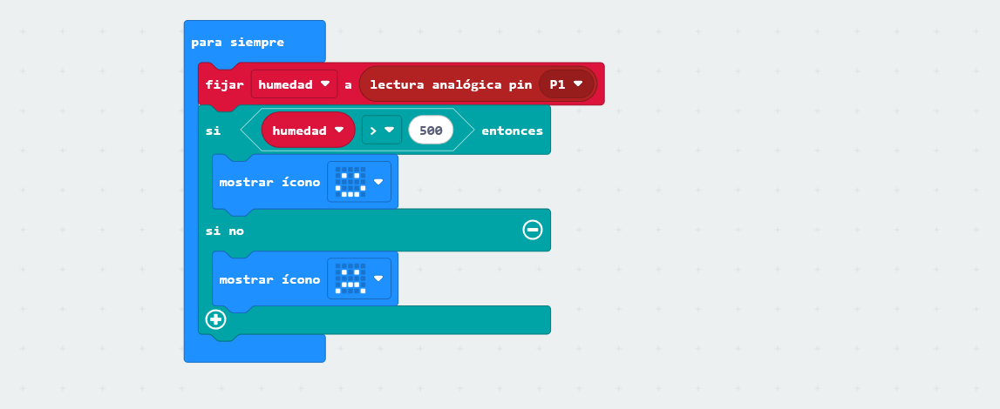 para siempre
fijar humedad a lectura analógica pin P1
si humedad > 500 entonces
mostrar ícono
si no
mostrar ícono